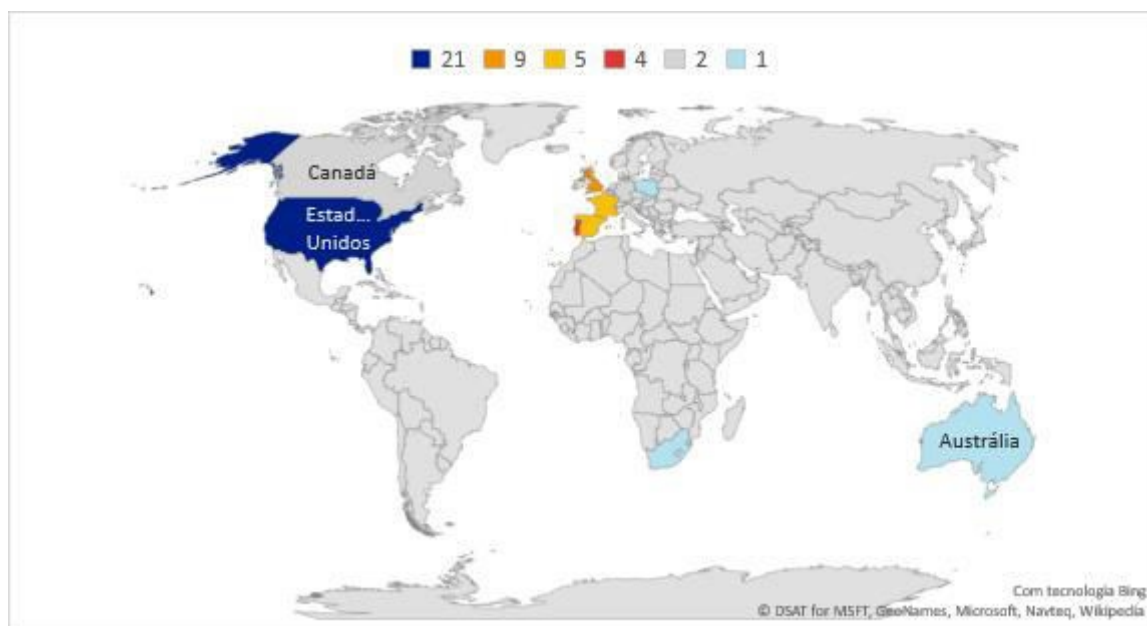 21 9 5 4 2 1
Canadá
Estad...
Unidos
Austrália
Com tecnologia Bing
© DSAT for MSFT, GeoNames, Microsoft, Navteq, Wikipedia